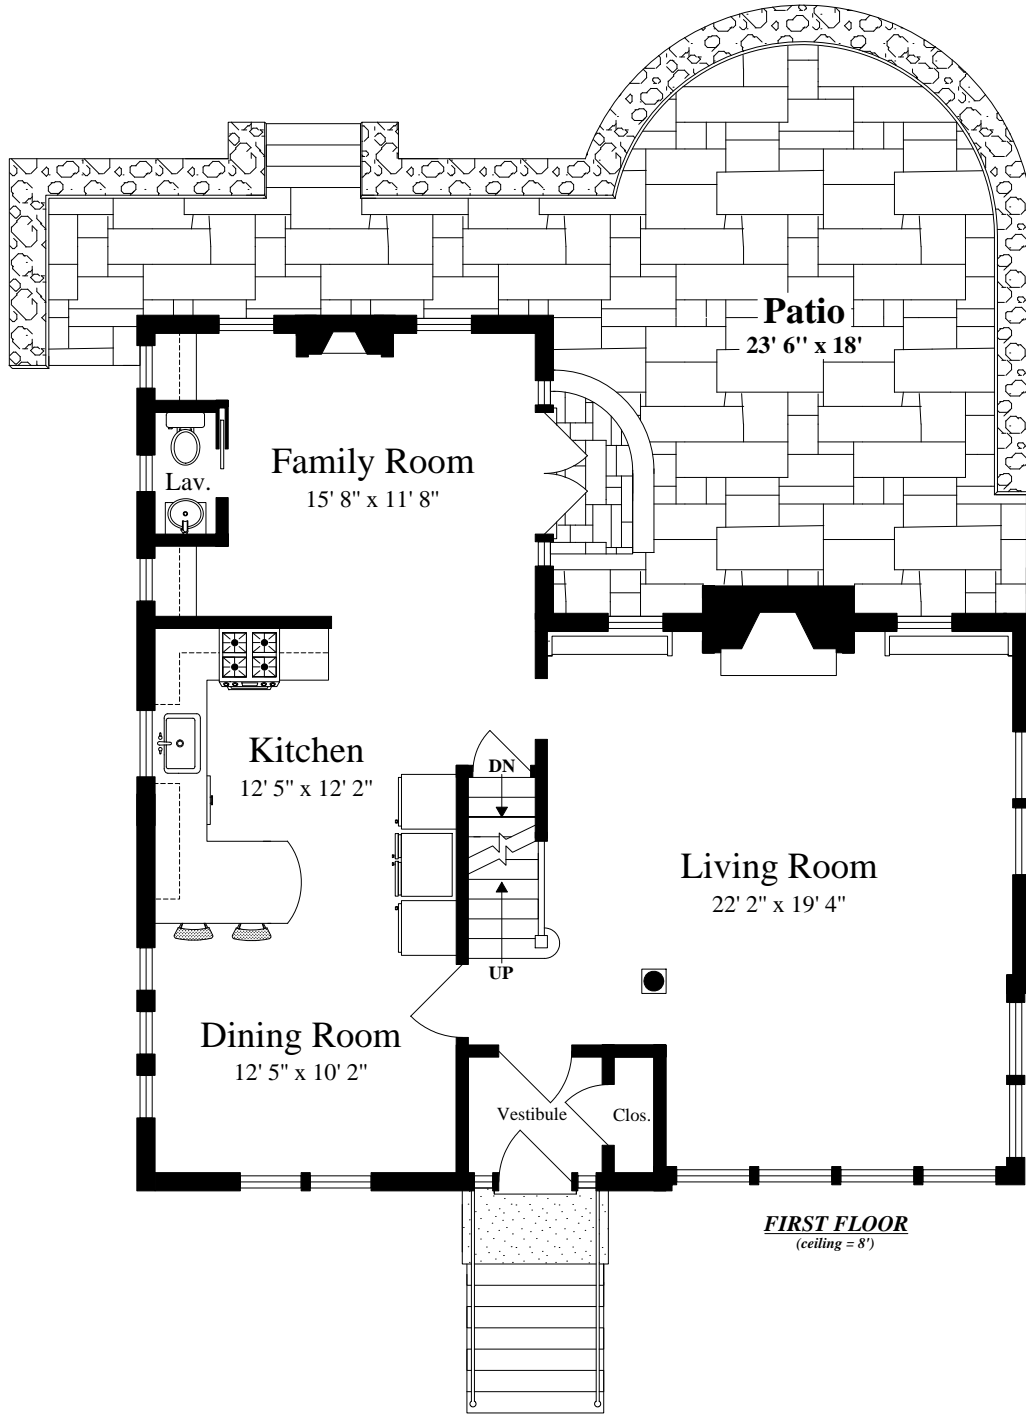 Patio
23' 6" x 18'
Family Room
15' 8" x 11' 8"
Lav.
Kitchen
12' 5" x 12' 2"
DN
Living Room
22' 2" x 19' 4"
UP
Dining Room
12' 5" x 10' 2"
Vestibule
Clos.
FIRST FLOOR
(ceiling = 8')